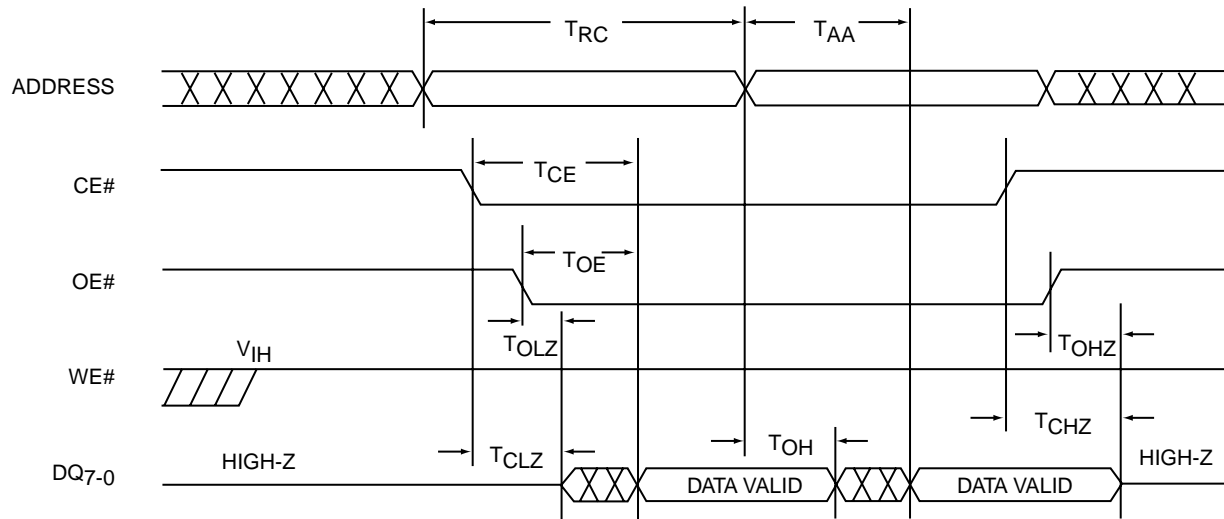 TRC
TAA
ADDRESS
TCE
CE#
TOE
OE#
TOLZ
TOHZ
VIH
WE#
TCHZ
TCLZ
TOH
HIGH-Z
HIGH-Z
DQ7-0
DATA VALID
DATA VALID